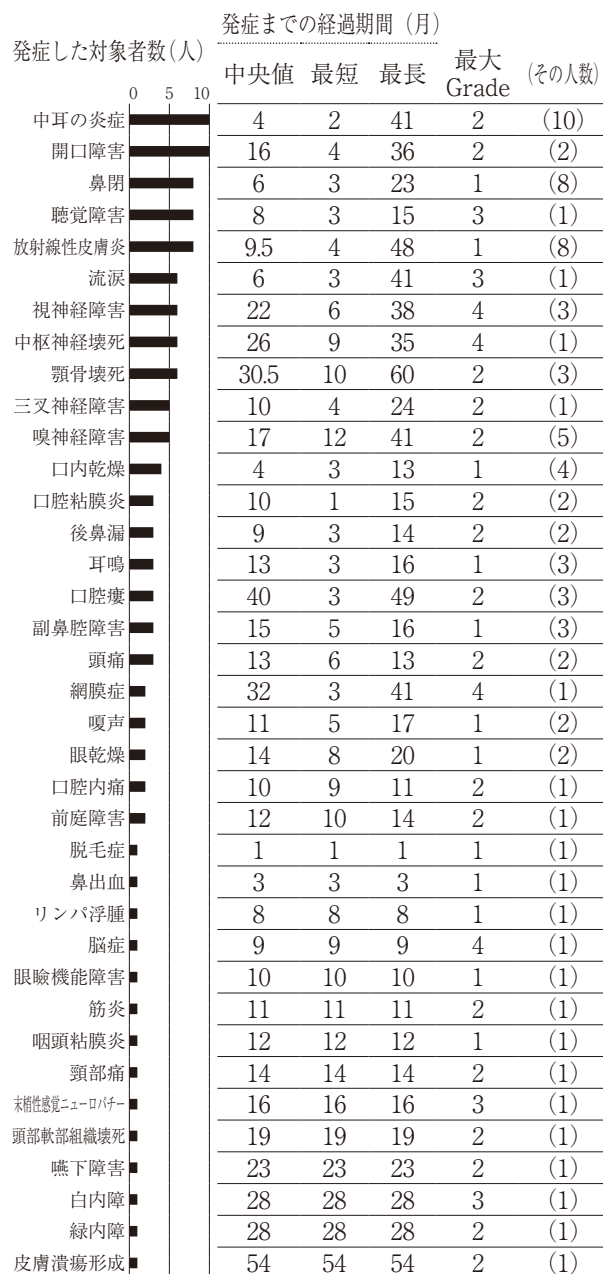 発症までの経過期間（月）
発症した対象者数（人）
中央値 最短 最長 最大Grade （その人数）
0 5 10
中耳の炎症 4 2 41 2 （10）
開口障害 16 4 36 2 （2）
鼻閉 6 3 23 1 （8）
聴覚障害 8 3 15 3 （1）
放射線性皮膚炎 9.5 4 48 1 （8）
流涙 6 3 41 3 （1）
視神経障害 22 6 38 4 （3）
中枢神経壊死 26 9 35 4 （1）
顎骨壊死 30.5 10 60 2 （3）
三叉神経障害 10 4 24 2 （1）
嗅神経障害 17 12 41 2 （5）
口内乾燥 4 3 13 1 （4）
口腔粘膜炎 10 1 15 2 （2）
後鼻漏 9 3 14 2 （2）
耳鳴 13 3 16 1 （3）
口腔瘻 40 3 49 2 （3）
副鼻腔障害 15 5 16 1 （3）
頭痛 13 6 13 2 （2）
網膜症 32 3 41 4 （1）
嗄声 11 5 17 1 （2）
眼乾燥 14 8 20 1 （2）
口腔内痛 10 9 11 2 （1）
前庭障害 12 10 14 2 （1）
脱毛症 1 1 1 1 （1）
鼻出血 3 3 3 1 （1）
リンパ浮腫 8 8 8 1 （1）
脳症 9 9 9 4 （1）
眼瞼機能障害 10 10 10 1 （1）
筋炎 11 11 11 2 （1）
咽頭粘膜炎 12 12 12 1 （1）
頸部痛 14 14 14 2 （1）
末梢性感覚ニューロパチー 16 16 16 3 （1）
頭部軟部組織壊死 19 19 19 2 （1）
嚥下障害 23 23 23 2 （1）
白内障 28 28 28 3 （1）
緑内障 28 28 28 2 （1）
皮膚潰瘍形成 54 54 54 2 （1）